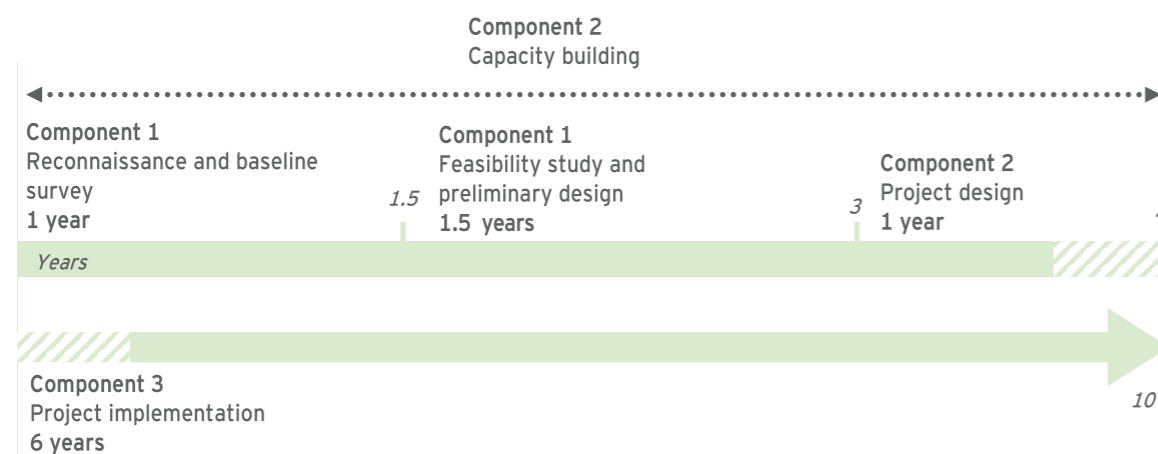 Component 2
Capacity building
Component 1
Reconnaissance and baseline
survey
1 year
1.5
Component 1
Feasibility study and
preliminary design
1.5 years
3
Component 2
Project design
1 year
Years
Component 3
Project implementation
6 years
10